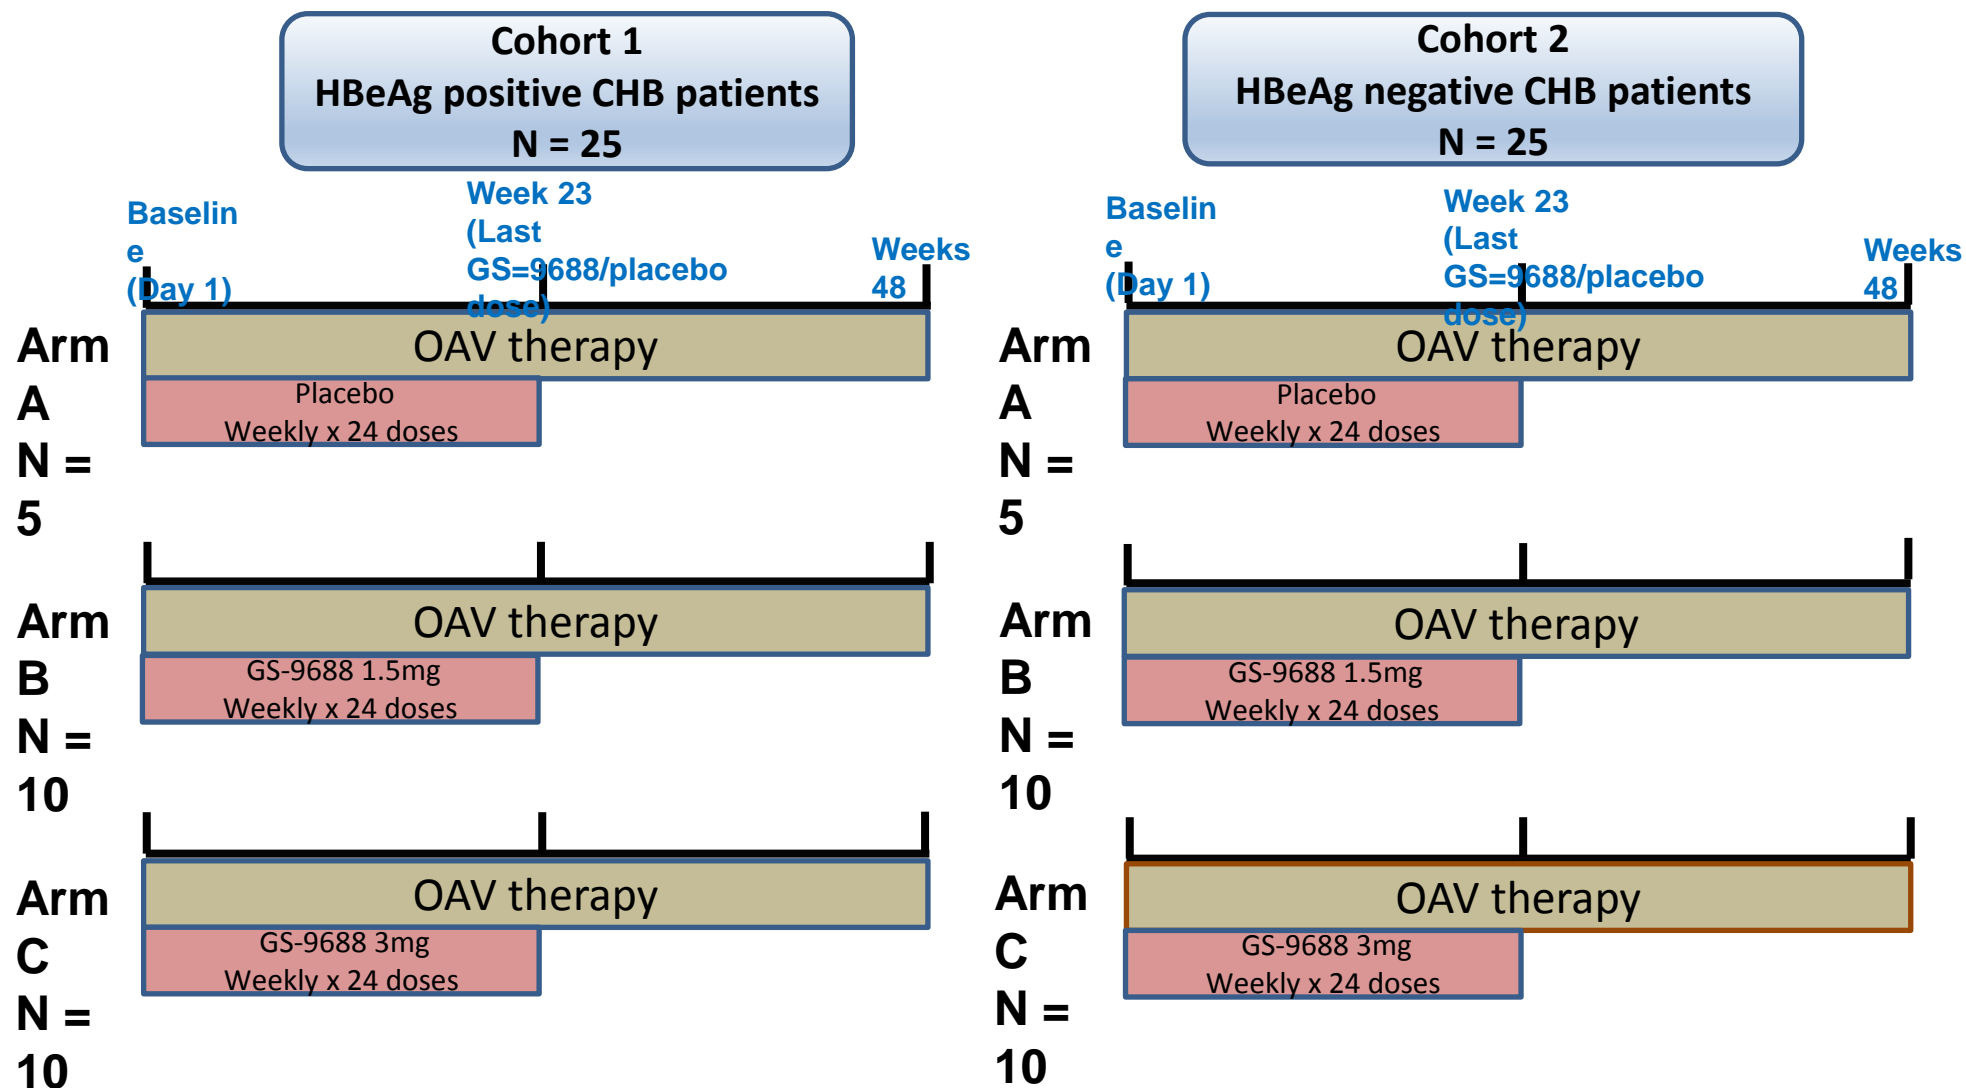 Cohort 1
HBeAg positive CHB patients
N = 25
Baselin
e
(Day 1)
Week 23
(Last
GS=9688/placebo
dose)
Weeks
48
Arm
A
N =
5
OAV therapy
Placebo
Weekly x 24 doses
Arm
B
N =
10
OAV therapy
GS-9688 1.5mg
Weekly x 24 doses
Arm
C
N =
10
OAV therapy
GS-9688 3mg
Weekly x 24 doses
Cohort 2
HBeAg negative CHB patients
N = 25
Baselin
e
(Day 1)
Week 23
(Last
GS=9688/placebo
dose)
Weeks
48
Arm
A
N =
5
OAV therapy
Placebo
Weekly x 24 doses
Arm
B
N =
10
OAV therapy
GS-9688 1.5mg
Weekly x 24 doses
Arm
C
N =
10
OAV therapy
GS-9688 3mg
Weekly x 24 doses